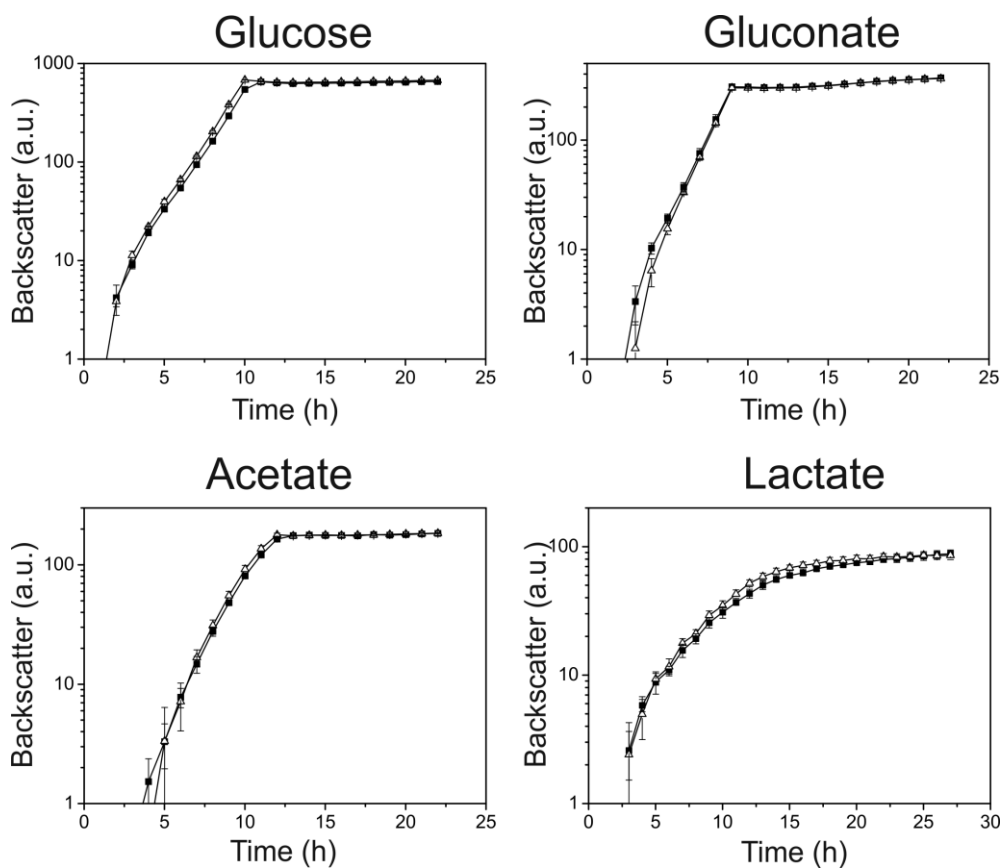 Glucose
Backscatter (a.u.)
1000
100
10
1
0 5 10 15 20 25
Time (h)
Gluconate
Backscatter (a.u.)
100
10
1
0 5 10 15 20 25
Time (h)
Acetate
Backscatter (a.u.)
100
10
1
0 5 10 15 20 25
Time (h)
Lactate
Backscatter (a.u.)
100
10
1
0 5 10 15 20 25 30
Time (h)